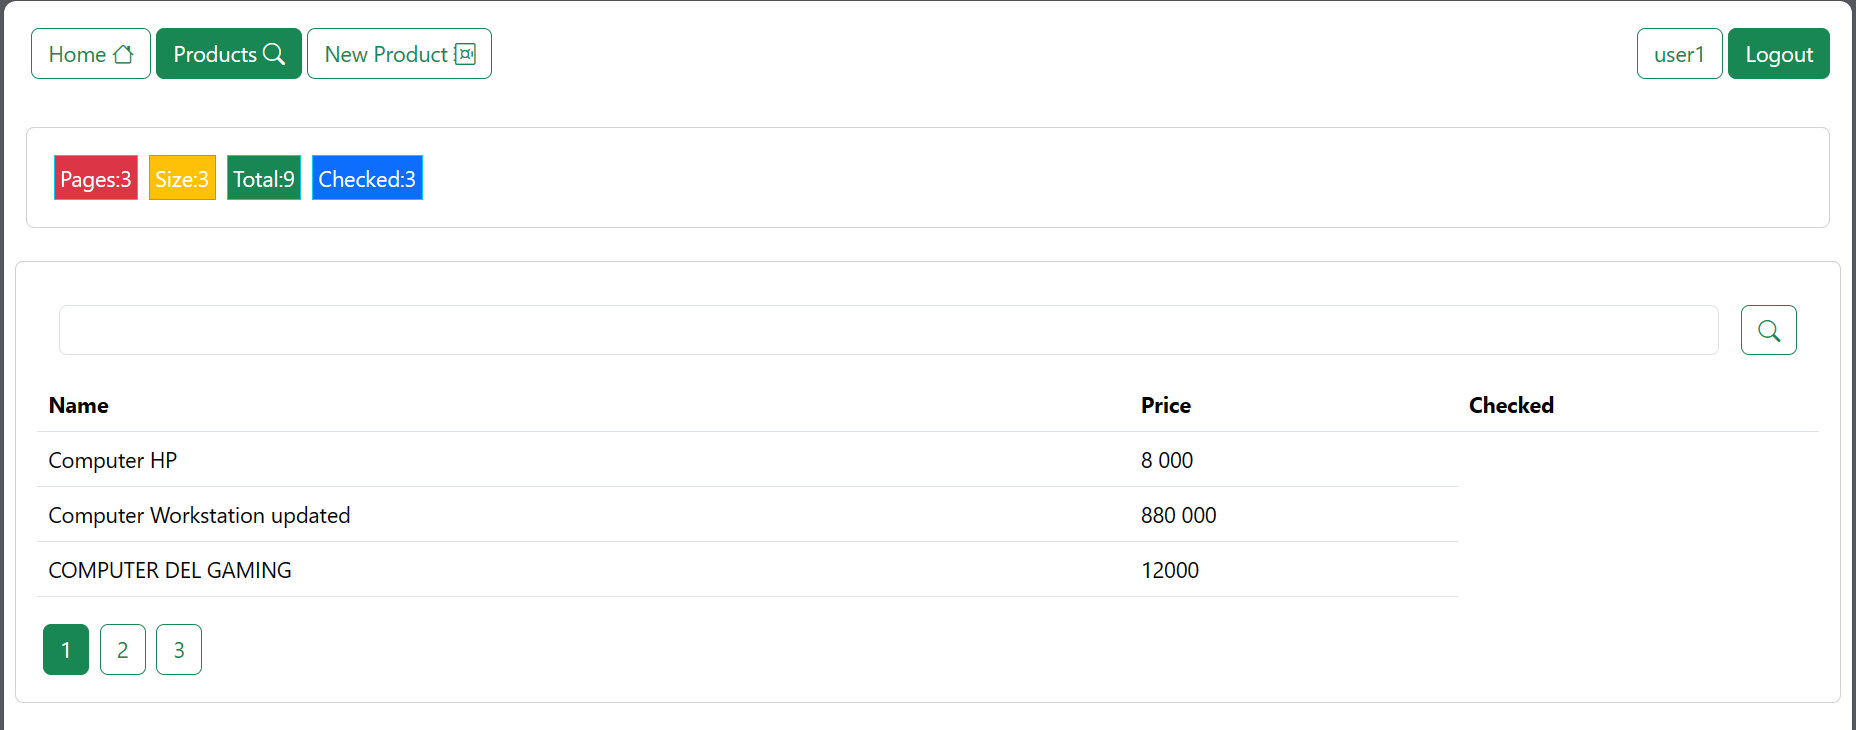 Home Products New Product user1 Logout
Pages:3 Size:3 Total:9 Checked:3
Name Price Checked
Computer HP 8 000
Computer Workstation updated 880 000
COMPUTER DEL GAMING 12000
1 2 3